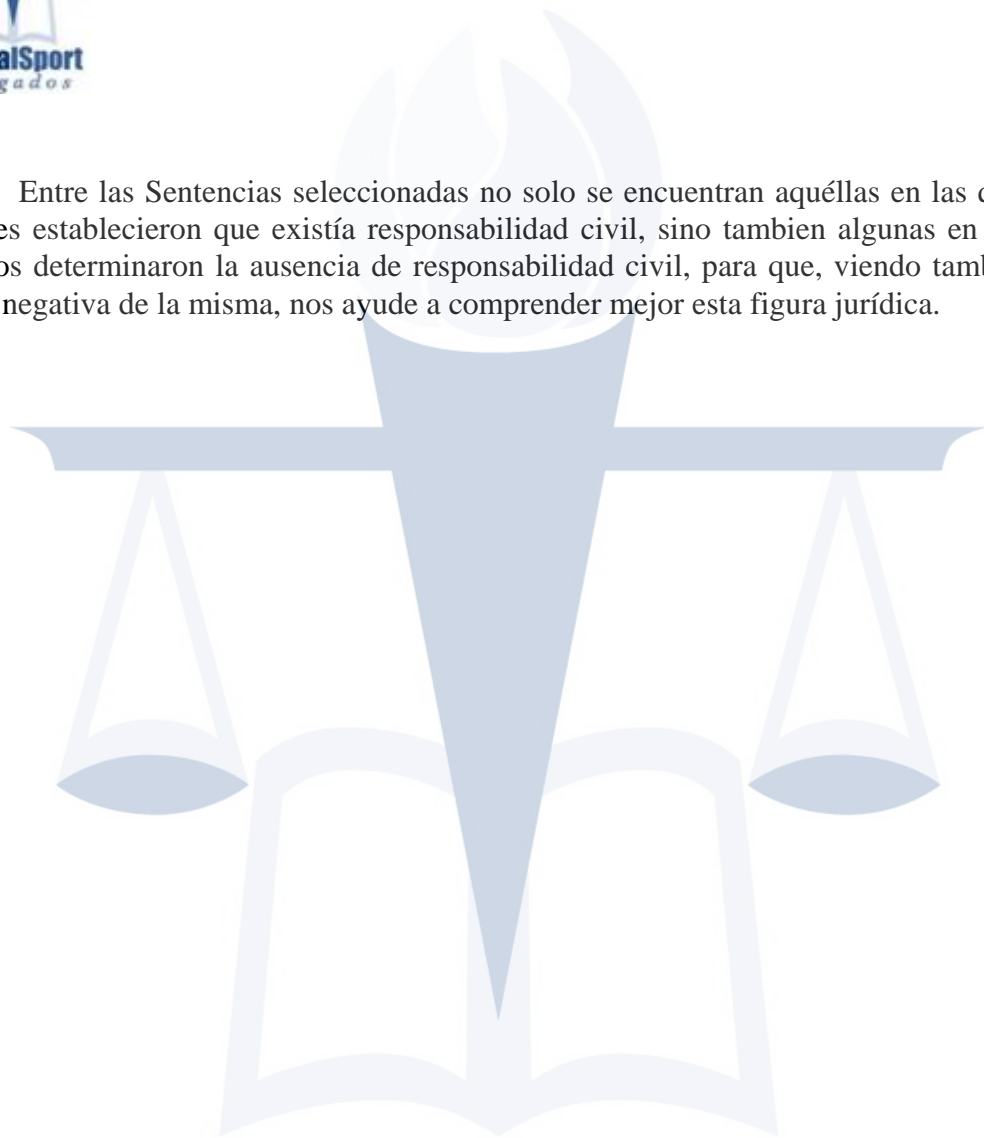 alSport
gados
Entre las Sentencias seleccionadas no solo se encuentran aquéllas en las
es establecieron que existía responsabilidad civil, sino tambien algunas en
os determinaron la ausencia de responsabilidad civil, para que, viendo tamb
negativa de la misma, nos ayude a comprender mejor esta figura jurídica.